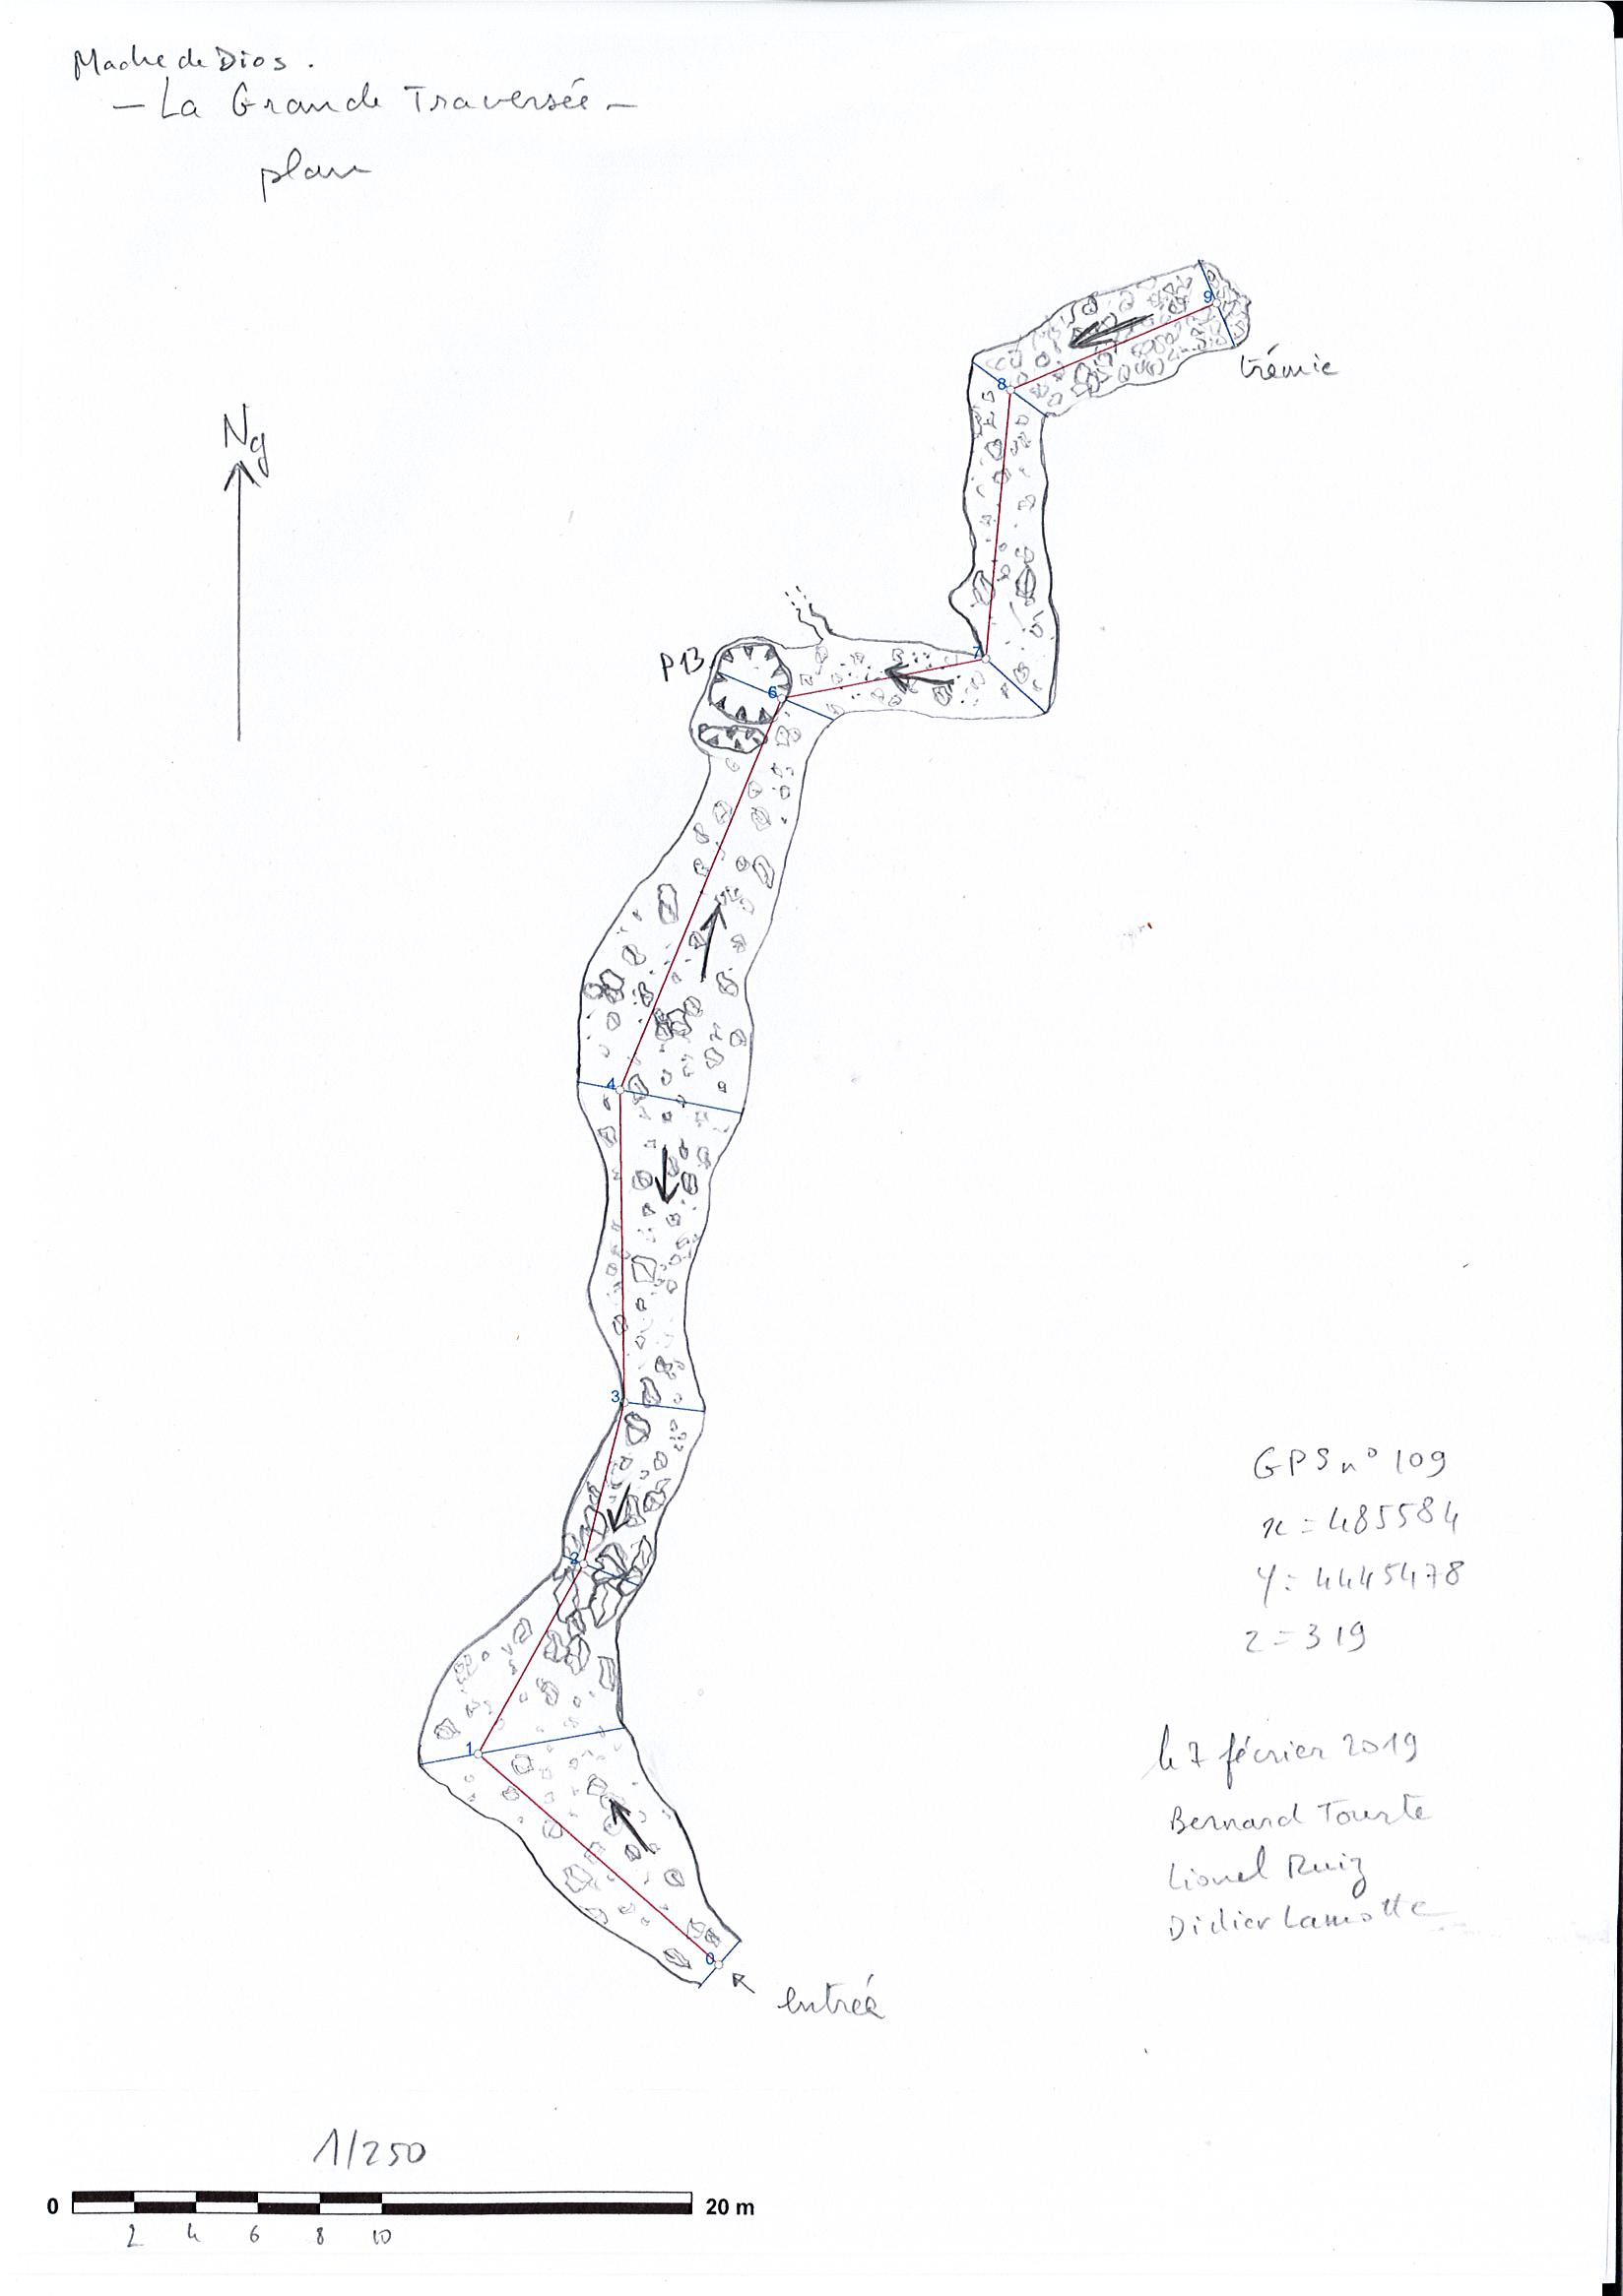 Madre de Dios.
- La Grande Traversée -
plan
Ng
9
trémie
8
7
P13
6
4
3
2
1
0
entrée
GPS n° 109
x = 485584
y = 4445478
z = 319
le 7 février 2019
Bernard Tourte
Lionel Ruiz
Didier Lamotte
1/250
0 20 m
2 4 6 8 10